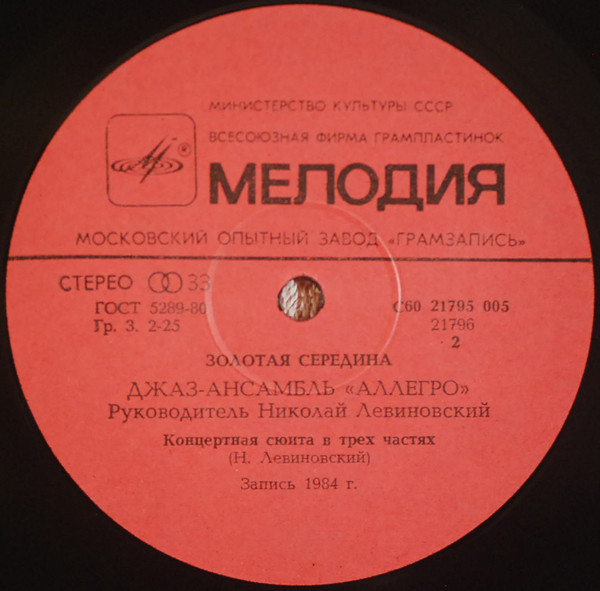 МИНИСТЕРСТВО КУЛЬТУРЫ СССР
ВСЕСОЮЗНАЯ ФИРМА ГРАМПЛАСТИНОК
МЕЛОДИЯ
МОСКОВСКИЙ ОПЫТНЫЙ ЗАВОД «ГРАМЗАПИСЬ»
СТЕРЕО 33
ГОСТ 5289-80
Гр. 3. 2-25
С60 21795 005
21796
2
ЗОЛОТАЯ СЕРЕДИНА
ДЖАЗ-АНСАМБЛЬ «АЛЛЕГРО»
Руководитель Николай Левиновский
Концертная сюита в трех частях
(Н. Левиновский)
Запись 1984 г.